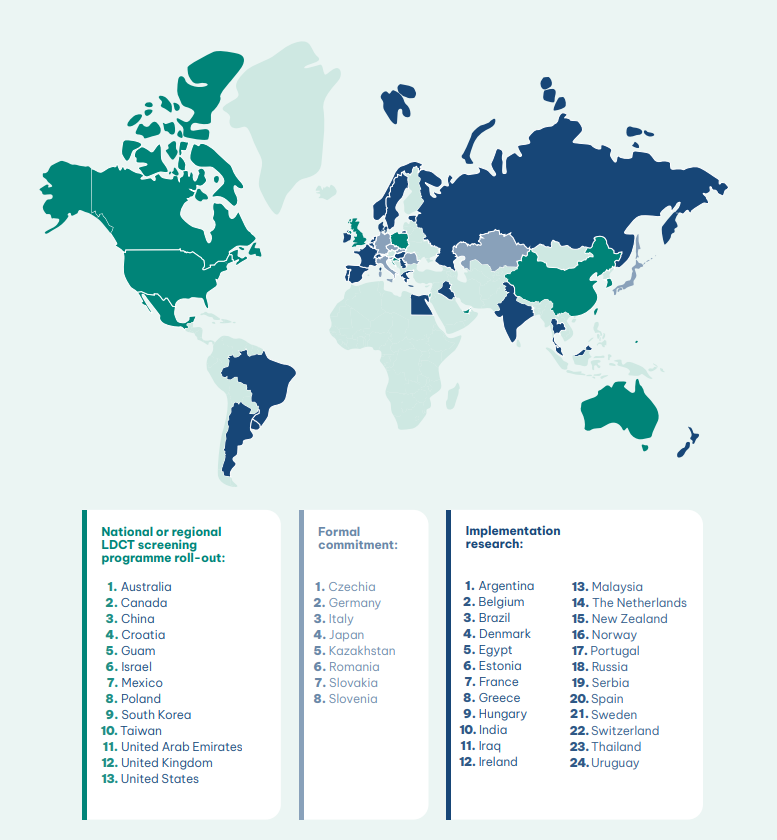 National or regional
LDCT screening
programme roll-out:
1. Australia
2. Canada
3. China
4. Croatia
5. Guam
6. Israel
7. Mexico
8. Poland
9. South Korea
10. Taiwan
11. United Arab Emirates
12. United Kingdom
13. United States
Formal
commitment:
1. Czechia
2. Germany
3. Italy
4. Japan
5. Kazakhstan
6. Romania
7. Slovakia
8. Slovenia
Implementation
research:
1. Argentina
2. Belgium
3. Brazil
4. Denmark
5. Egypt
6. Estonia
7. France
8. Greece
9. Hungary
10. India
11. Iraq
12. Ireland
13. Malaysia
14. The Netherlands
15. New Zealand
16. Norway
17. Portugal
18. Russia
19. Serbia
20. Spain
21. Sweden
22. Switzerland
23. Thailand
24. Uruguay